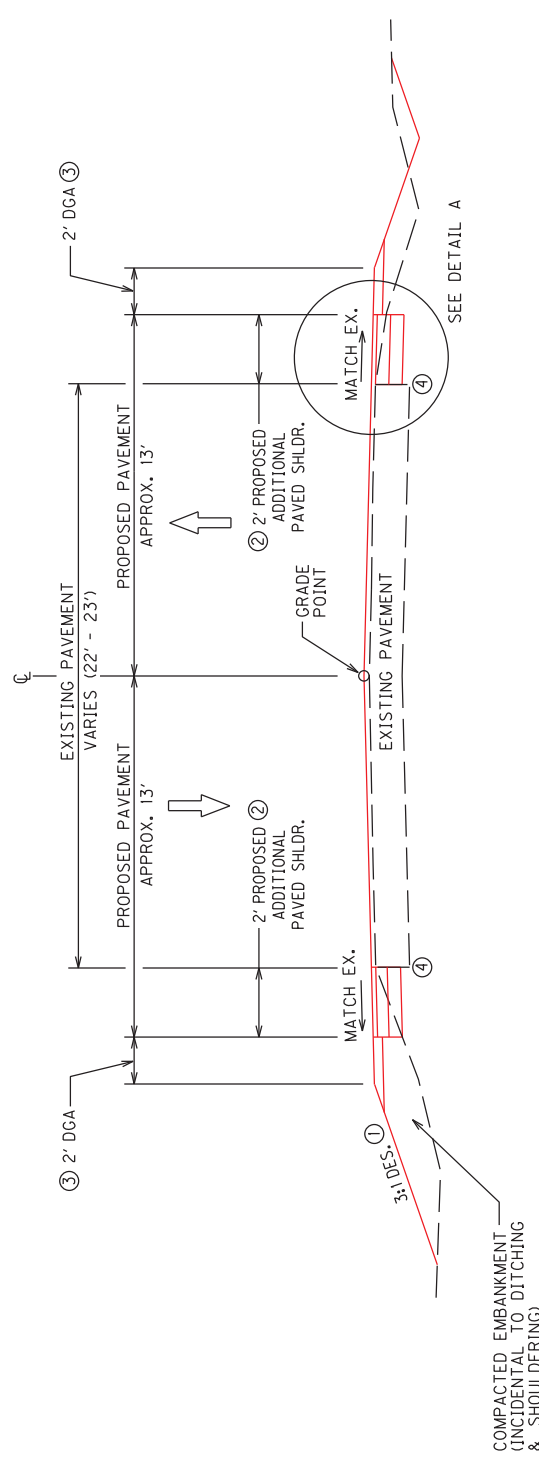 ℄
EXISTING PAVEMENT
VARIES (22' - 23')
③ 2' DGA
2' DGA ③
PROPOSED PAVEMENT
APPROX. 13'
PROPOSED PAVEMENT
APPROX. 13'
2' PROPOSED ②
ADDITIONAL
PAVED SHLDR.
② 2' PROPOSED
ADDITIONAL
PAVED SHLDR.
GRADE
POINT
MATCH EX.
MATCH EX.
3:1 DES. ①
EXISTING PAVEMENT
④
④
SEE DETAIL A
COMPACTED EMBANKMENT
(INCIDENTAL TO DITCHING
& SHOULDERING)